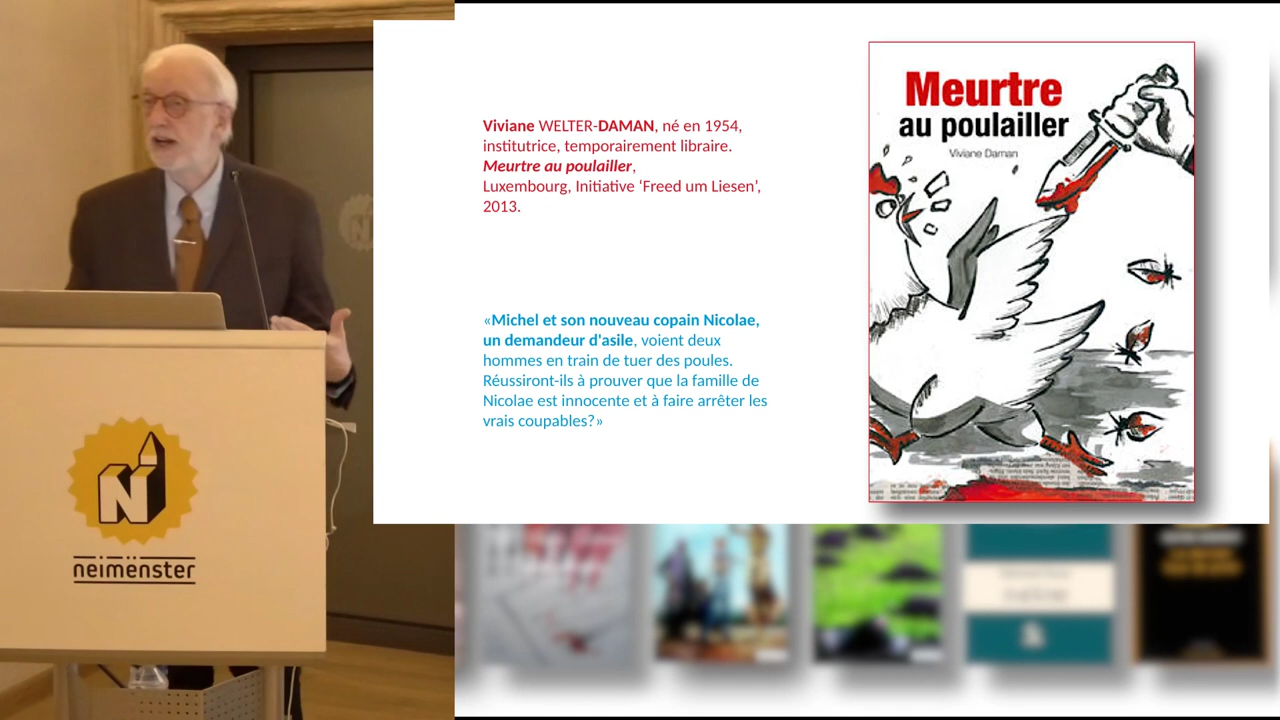 Viviane WELTER-DAMAN, né en 1954,
institutrice, temporairement libraire.
Meurtre au poulailler,
Luxembourg, Initiative ‘Freed um Liesen’,
2013.
«Michel et son nouveau copain Nicolae,
un demandeur d'asile, voient deux
hommes en train de tuer des poules.
Réussiront-ils à prouver que la famille de
Nicolae est innocente et à faire arrêter les
vrais coupables?»
Meurtre
au poulailler
Viviane Daman
N
neimënster